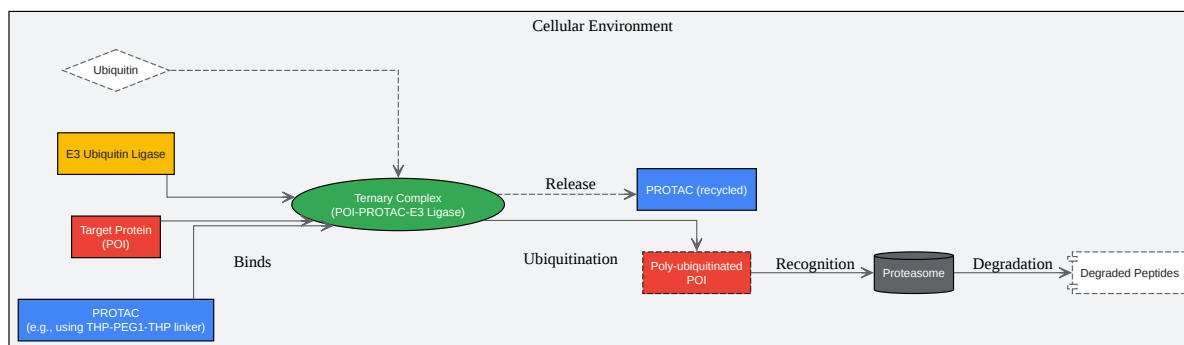 Cellular Environment
Ubiquitin
E3 Ubiquitin Ligase
Ternary Complex
(POI-PROTAC-E3 Ligase)
Release
PROTAC (recycled)
Target Protein
(POI)
Binds
Ubiquitination
Poly-ubiquitinated
POI
Recognition
Proteasome
Degradation
Degraded Peptides
PROTAC
(e.g., using THP-PEG1-THP linker)